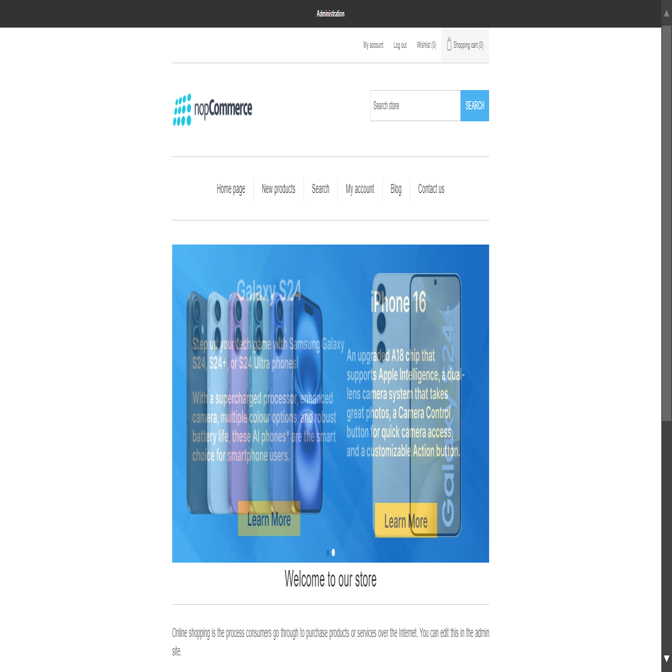 Administration
My account Log out Wishlist (0) Shopping cart (0)
nopCommerce
Search store SEARCH
Home page New products Search My account Blog Contact us
Galaxy S24
Step up your tech game with Samsung Galaxy
S24, S24+, or S24 Ultra phones!
With a supercharged processor, enhanced
camera, multiple colour options, and robust
battery life, these AI phones* are the smart
choice for smartphone users.
Learn More
iPhone 16
An upgraded A18 chip that
supports Apple Intelligence, a dual-
lens camera system that takes
great photos, a Camera Control
button for quick camera access
and a customizable Action button.
Learn More
Galaxy S24+
Welcome to our store
Online shopping is the process consumers go through to purchase products or services over the Internet. You can edit this in the admin
site.